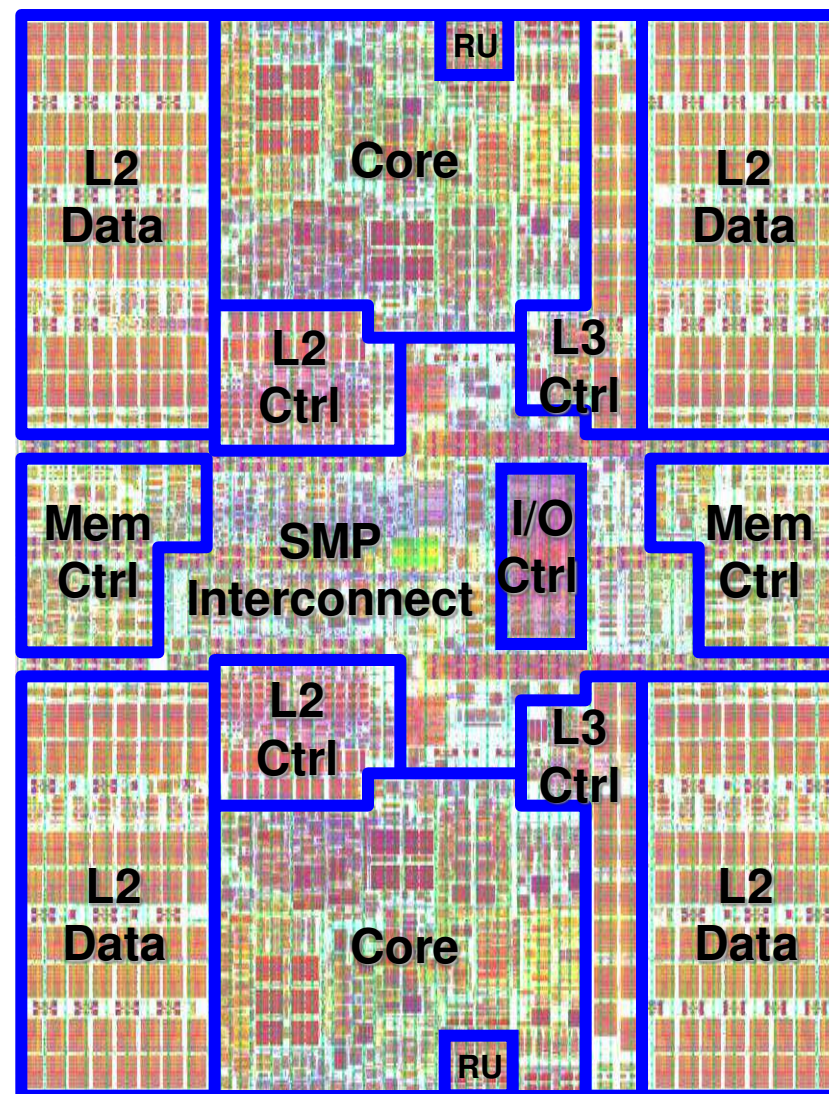 RU
L2
Data
Core
L2
Data
L2
Ctrl
L3
Ctrl
Mem
Ctrl
SMP
Interconnect
I/O
Ctrl
Mem
Ctrl
L2
Ctrl
L3
Ctrl
L2
Data
Core
L2
Data
RU